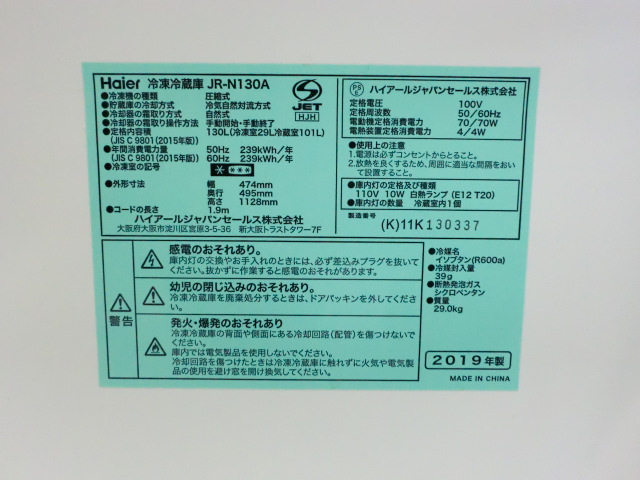 Haier 冷凍冷蔵庫 JR-N130A
●冷凍機の種類 圧縮式
●貯蔵庫の冷却方式 冷気自然対流方式
●冷却器の霜取り方式 自然式
●冷却器の霜取り操作方法 手動開始・手動終了
●定格内容積 130L(冷凍室29L冷蔵室101L)
(JIS C 9801(2015年版))
●年間消費電力量 50Hz 239kWh/年
(JIS C 9801(2015年版)) 60Hz 239kWh/年
●冷凍室の記号
●外形寸法 幅 474mm
奥行 495mm
高さ 1128mm
●コードの長さ 1.9m
ハイアールジャパンセールス株式会社
大阪府大阪市淀川区宮原3-5-36 新大阪トラストタワー7F
S
JET
HJH
PS
E
ハイアールジャパンセールス株式会社
定格電圧 100V
定格周波数 50/60Hz
電動機定格消費電力 70/70W
電熱装置定格消費電力 4/4W
●使用上の注意
1.電源は必ずコンセントからとること。
2.放熱を良くするため、周囲に適当な間隔をおいて設置すること。
●庫内灯の定格及び種類
110V 10W 白熱ランプ(E12 T20)
●庫内灯の数量 冷蔵室内1個
製造番号 (K)11K130337
警告
感電のおそれあり。
庫内灯の交換やお手入れのときには、必ず差込みプラグを抜いて
ください。抜かずに作業すると感電のおそれがあります。
幼児の閉じ込みのおそれあり。
冷凍冷蔵庫を廃棄処分するときは、ドアパッキンを外してください。
発火・爆発のおそれあり
冷凍冷蔵庫の背面や側面にある冷却回路(配管)を傷つけないで
ください。
庫内では電気製品を使用しないでください。
冷却回路を傷つけたときは冷凍冷蔵庫に触れずに火気や電気製
品の使用を避け窓を開け換気してください。
●冷媒名
イソブタン(R600a)
●冷媒封入量
39g
●断熱発泡ガス
シクロペンタン
●質量
29.0kg
2019年製
MADE IN CHINA